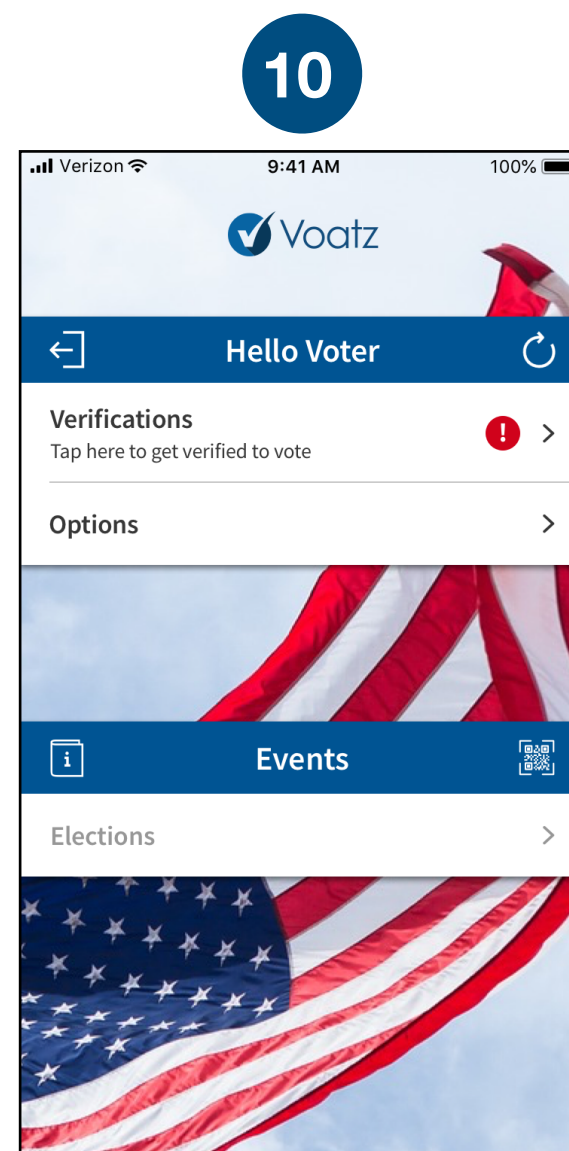 10
Verizon 9:41 AM 100%
Voatz
Hello Voter
Verifications
Tap here to get verified to vote
!
Options
i Events
Elections